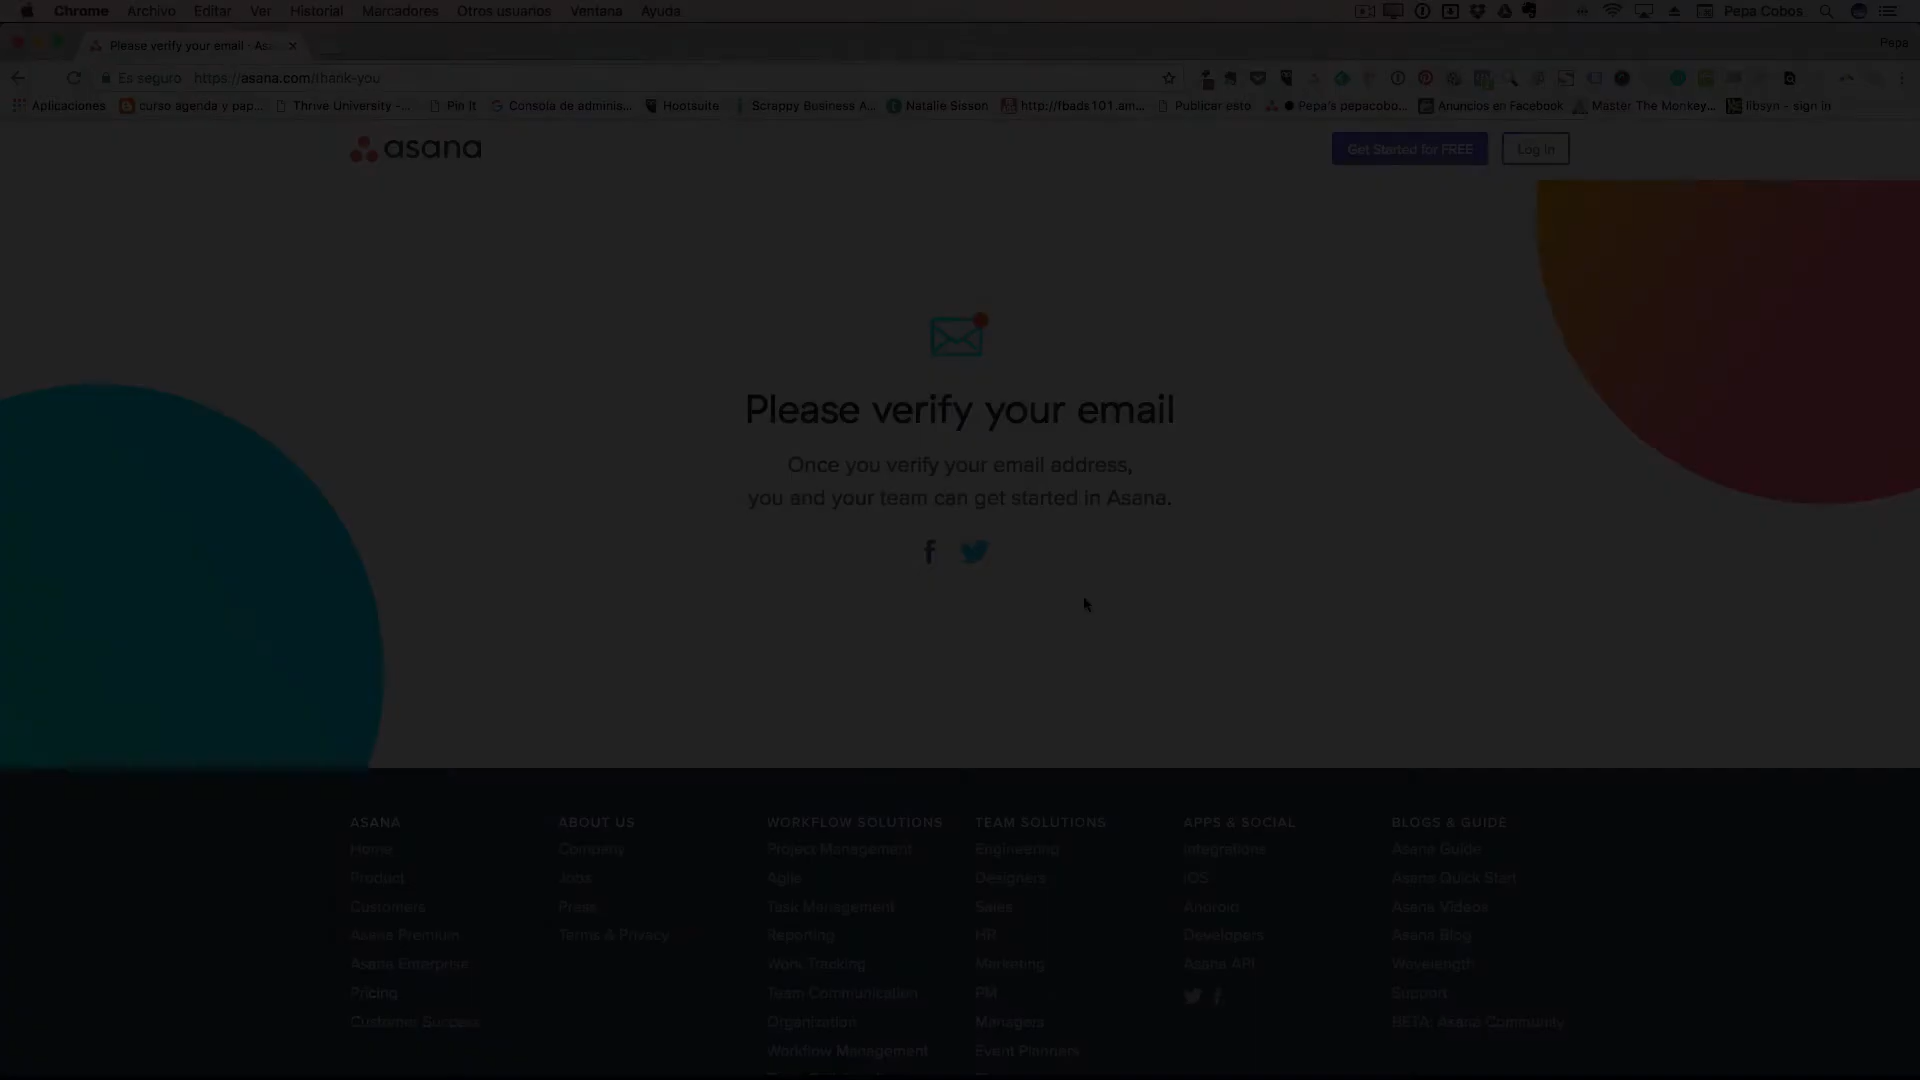 Chrome Archivo Editar Ver Historial Marcadores Otros usuarios Ventana Ayuda Pepa Cobos
Please verify your email · Asa Pepa
Es seguro https://asana.com/thank-you
Aplicaciones curso agenda y pap... Thrive University -... Pin It Consola de adminis... Hootsuite Scrappy Business A... Natalie Sisson http://fbads101.am... Publicar esto Pepa's pepacobo... Anuncios en Facebook Master The Monkey... libsyn - sign in
asana Get Started for FREE Log In
Please verify your email
Once you verify your email address,
you and your team can get started in Asana.
ASANA ABOUT US WORKFLOW SOLUTIONS TEAM SOLUTIONS APPS & SOCIAL BLOGS & GUIDE
Home Company Project Management Engineering Integrations Asana Guide
Product Jobs Agile Designers iOS Asana Quick Start
Customers Press Task Management Sales Android Asana Videos
Asana Premium Terms & Privacy Reporting HR Developers Asana Blog
Asana Enterprise Work Tracking Marketing Asana API Wavelength
Pricing Team Communication PM Support
Customer Success Organization Managers BETA: Asana Community
Workflow Management Event Planners